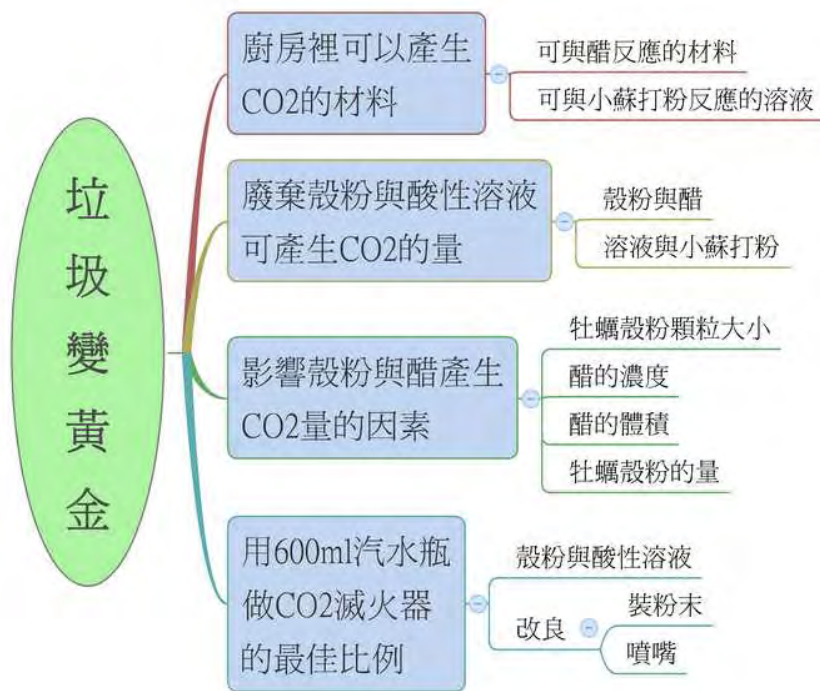 垃圾變黃金
廚房裡可以產生
CO2的材料
可與醋反應的材料
可與小蘇打粉反應的溶液
廢棄殼粉與酸性溶液
可產生CO2的量
殼粉與醋
溶液與小蘇打粉
影響殼粉與醋產生
CO2量的因素
牡蠣殼粉顆粒大小
醋的濃度
醋的體積
牡蠣殼粉的量
用600ml汽水瓶
做CO2滅火器
的最佳比例
殼粉與酸性溶液
改良
裝粉末
噴嘴